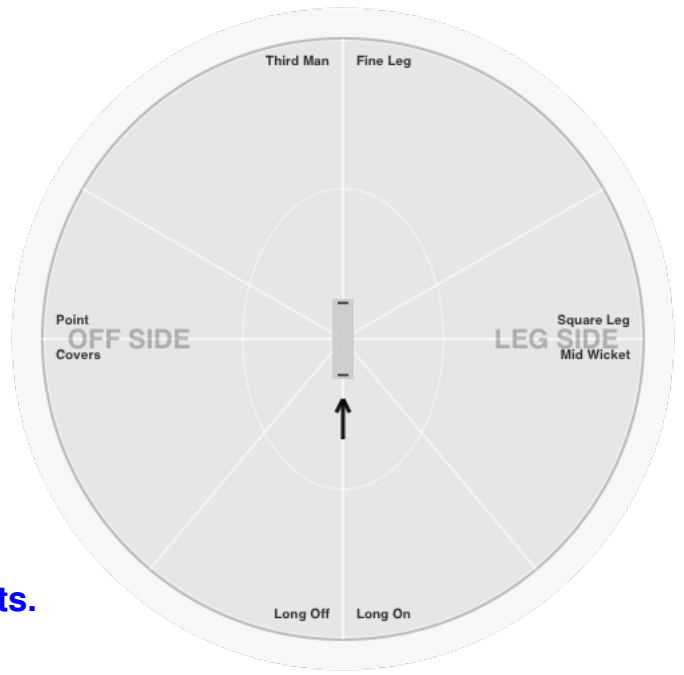 Third Man Fine Leg
Point Square Leg
OFF SIDE LEG SIDE
Covers Mid Wicket
ts.
Long Off Long On